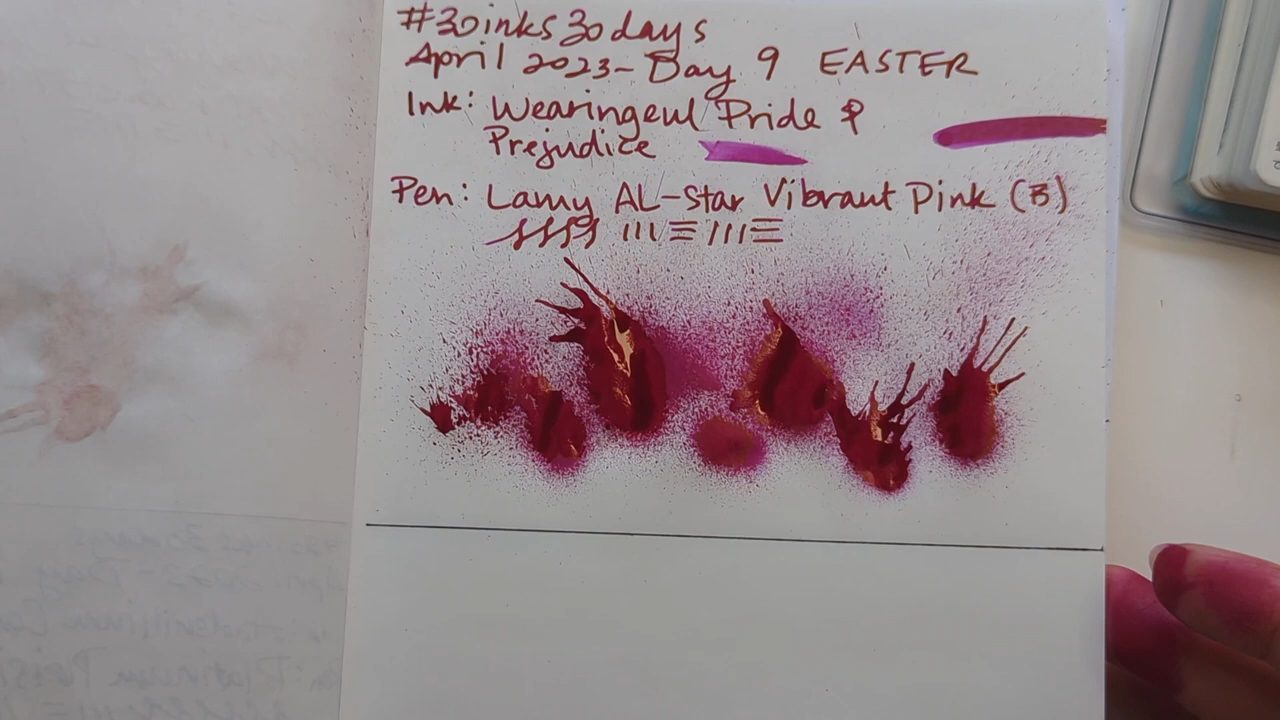 #30inks30days
April 2023- Day 9 EASTER
Ink: Wearingeul Pride &
Prejudice
Pen: Lamy AL-Star Vibrant Pink (B)